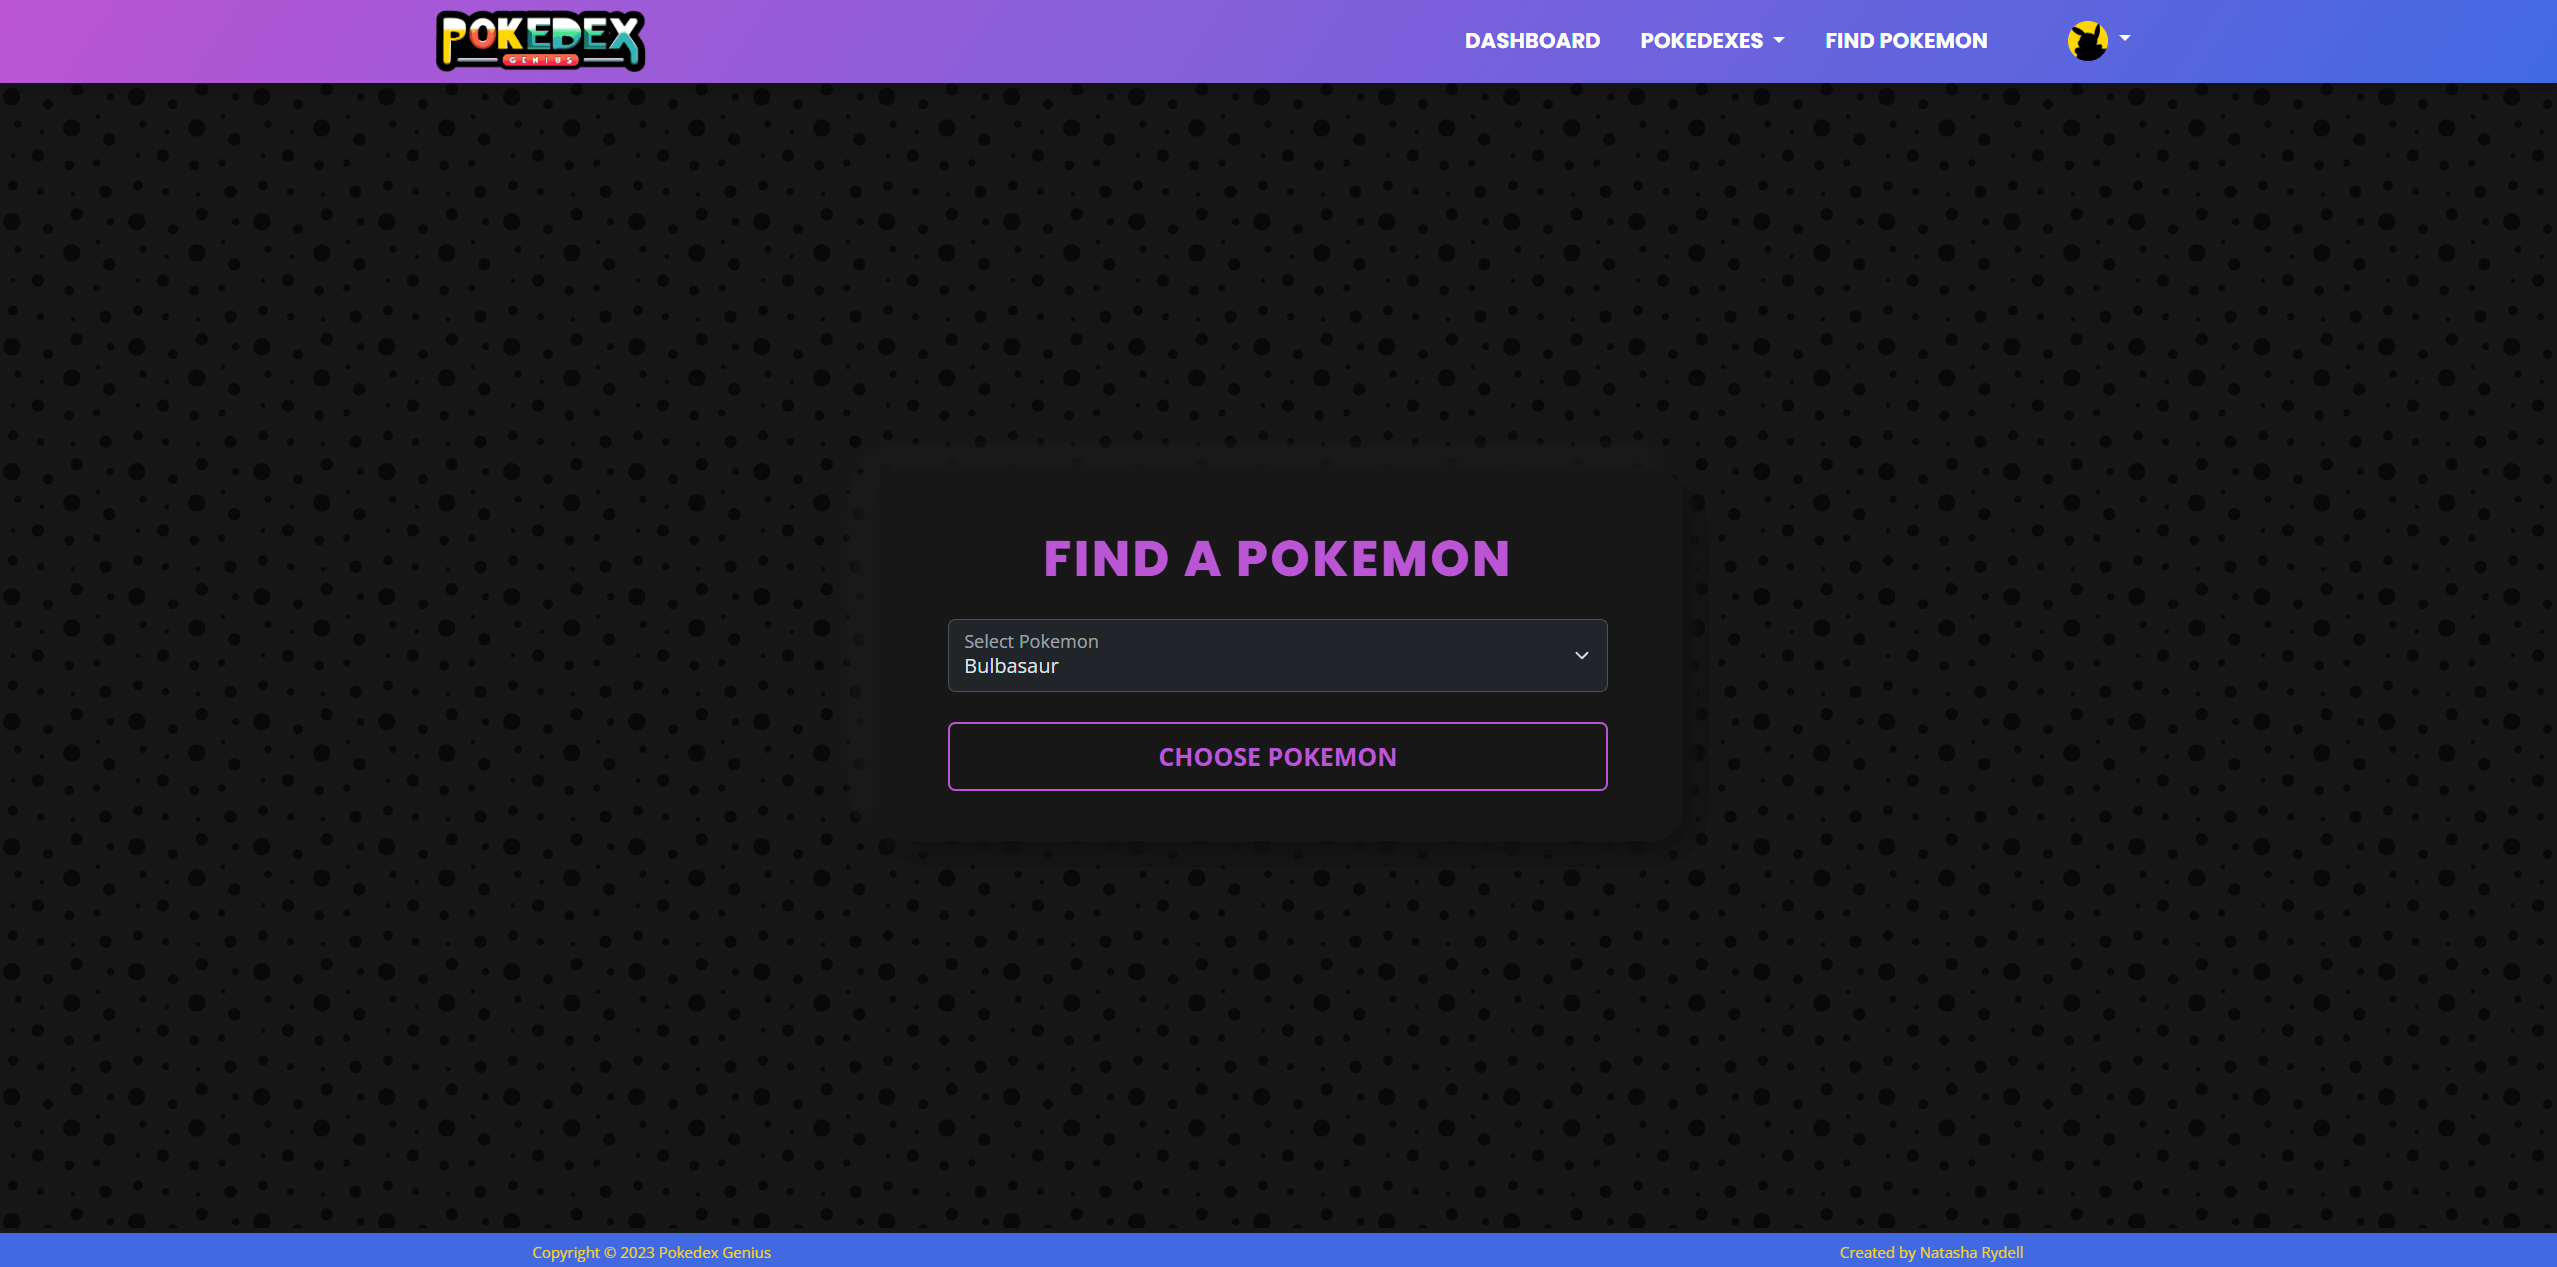 POKEDEX
GENIUS
DASHBOARD
POKEDEXES
FIND POKEMON
FIND A POKEMON
Select Pokemon
Bulbasaur
CHOOSE POKEMON
Copyright © 2023 Pokedex Genius
Created by Natasha Rydell